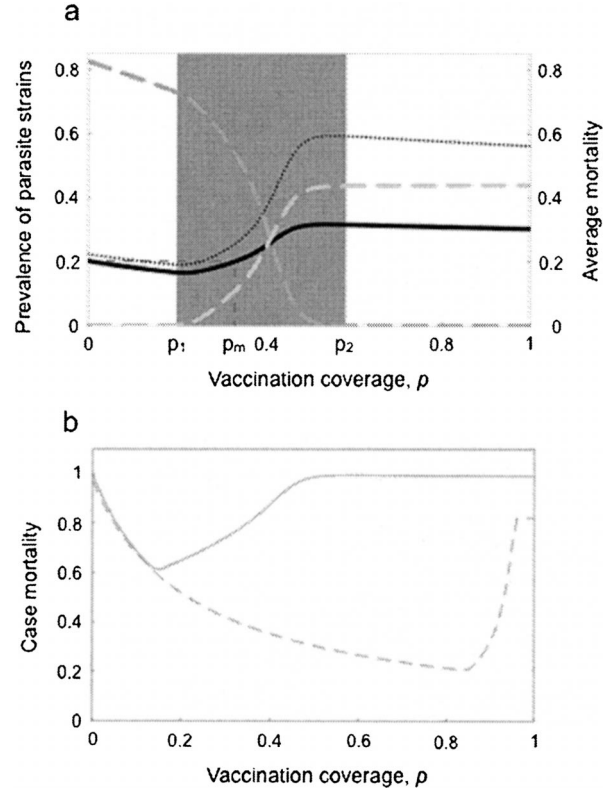 a
Prevalence of parasite strains
Average mortality
0.8 0.8
0.6 0.6
0.4 0.4
0.2 0.2
0 0
0 p₁ pₘ 0.4 p₂ 0.8 1
Vaccination coverage, p
b
Case mortality
1
0.8
0.6
0.4
0.2
0
0 0.2 0.4 0.6 0.8 1
Vaccination coverage, p